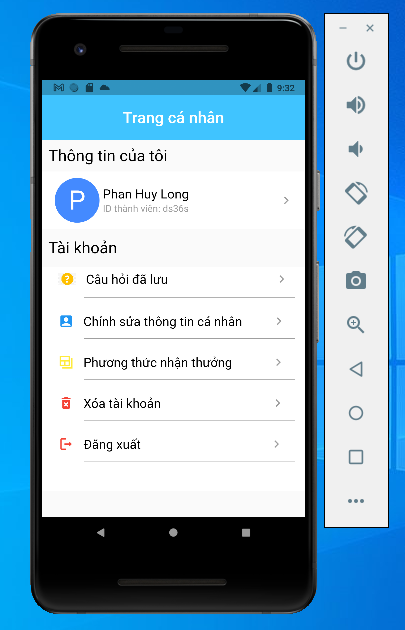 9:32
Trang cá nhân
Thông tin của tôi
P
Phan Huy Long
ID thành viên: ds36s
Tài khoản
Câu hỏi đã lưu
Chỉnh sửa thông tin cá nhân
Phương thức nhận thưởng
Xóa tài khoản
Đăng xuất